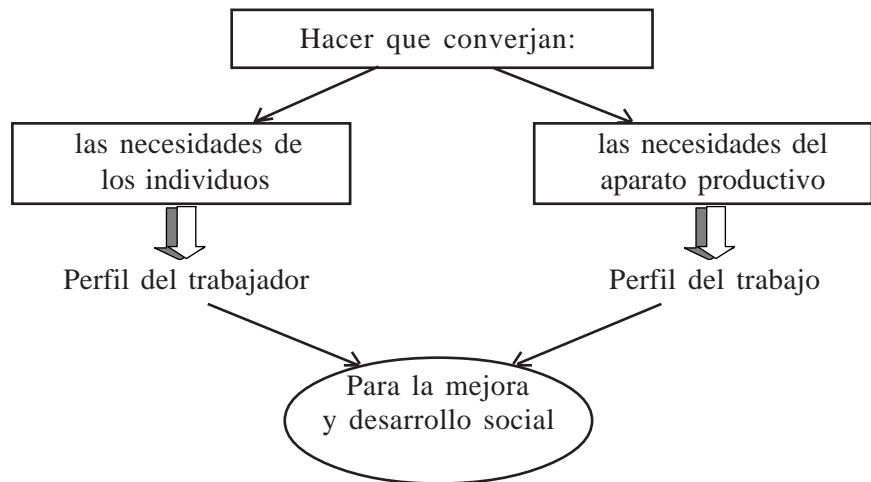 Hacer que converjan:
las necesidades de
los individuos
las necesidades del
aparato productivo
Perfil del trabajador
Perfil del trabajo
Para la mejora
y desarrollo social